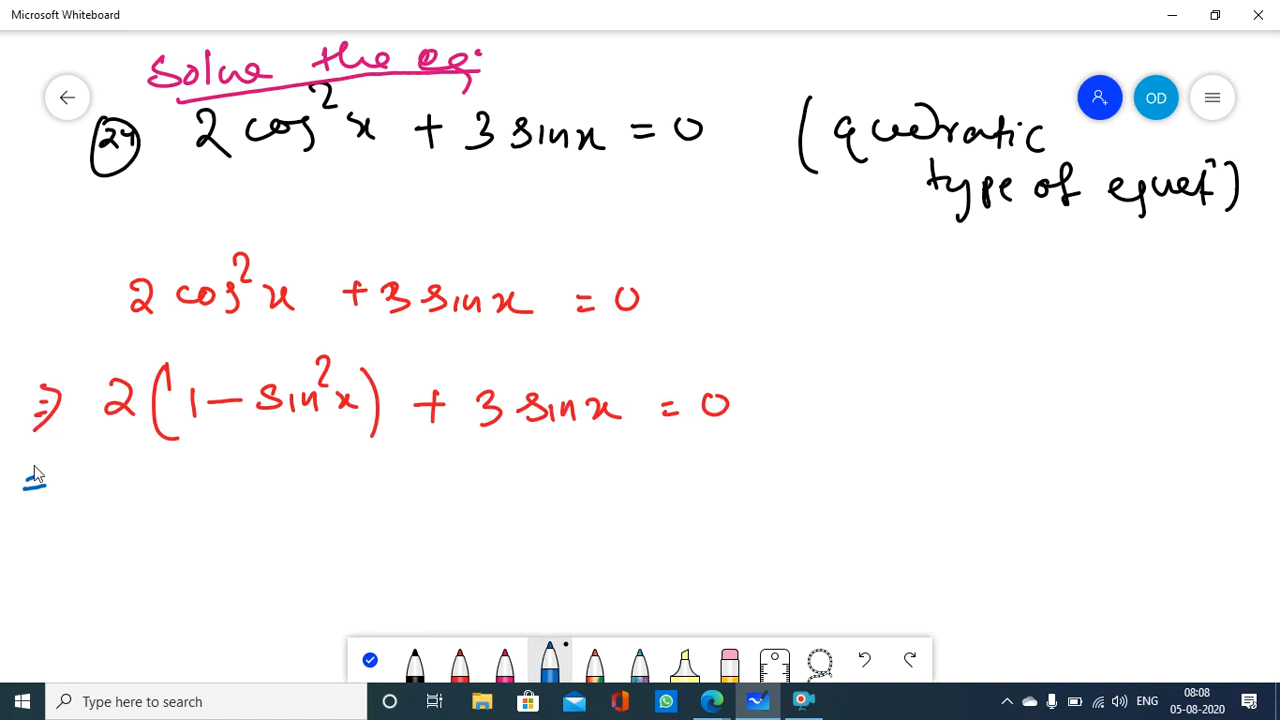 Microsoft Whiteboard
Solve the eq.
24 2 cos²x + 3 sinx = 0 (quadratic
type of equatⁿ)
OD
2 cos²x + 3 sinx = 0
⇒ 2(1 - sin²x) + 3 sinx = 0
=
Type here to search
ENG
08:08
05-08-2020